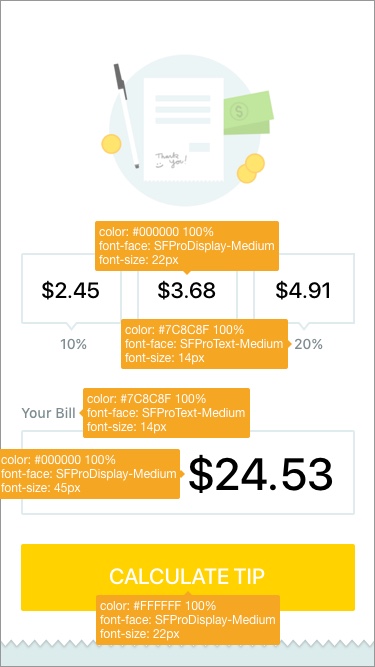 $
Thank
you!
color: #000000 100%
font-face: SFProDisplay-Medium
font-size: 22px
$2.45 $3.68 $4.91
color: #7C8C8F 100%
font-face: SFProText-Medium
font-size: 14px
10% 20%
color: #7C8C8F 100%
font-face: SFProText-Medium
font-size: 14px
Your Bill
color: #000000 100%
font-face: SFProDisplay-Medium
font-size: 45px
$24.53
CALCULATE TIP
color: #FFFFFF 100%
font-face: SFProDisplay-Medium
font-size: 22px